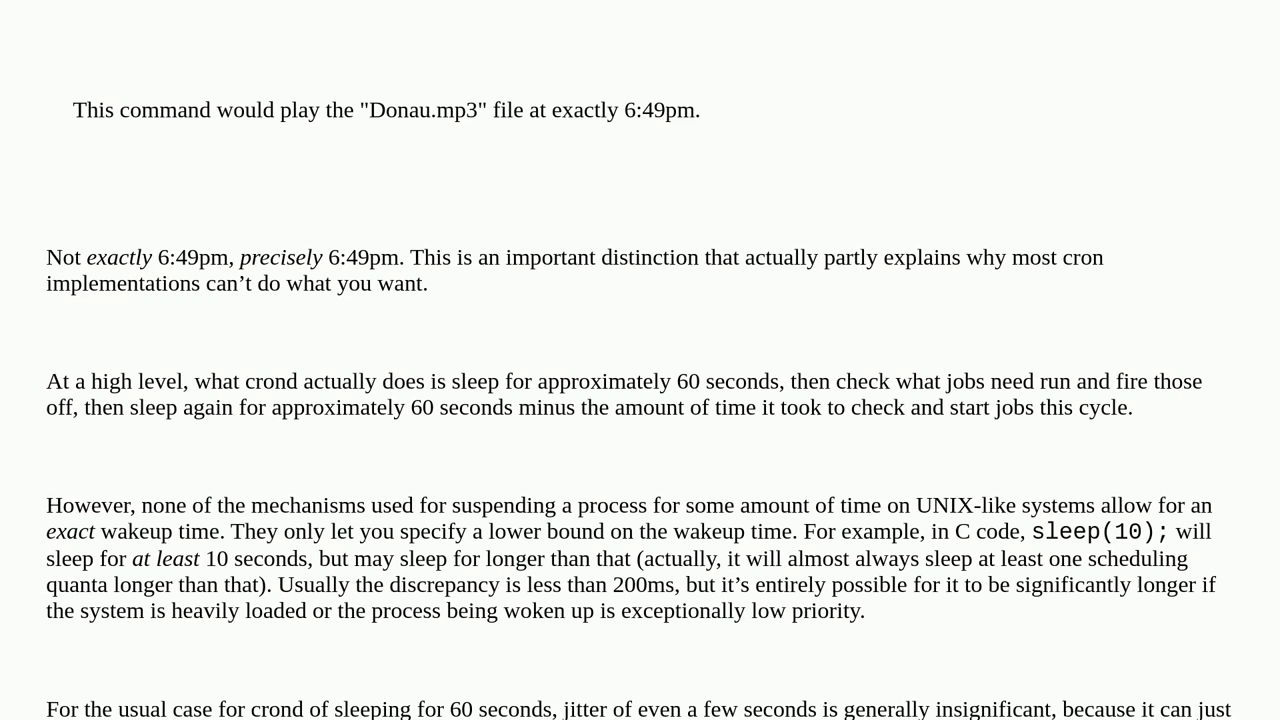 This command would play the "Donau.mp3" file at exactly 6:49pm.
Not exactly 6:49pm, precisely 6:49pm. This is an important distinction that actually partly explains why most cron
implementations can’t do what you want.
At a high level, what crond actually does is sleep for approximately 60 seconds, then check what jobs need run and fire those
off, then sleep again for approximately 60 seconds minus the amount of time it took to check and start jobs this cycle.
However, none of the mechanisms used for suspending a process for some amount of time on UNIX-like systems allow for an
exact wakeup time. They only let you specify a lower bound on the wakeup time. For example, in C code, sleep(10); will
sleep for at least 10 seconds, but may sleep for longer than that (actually, it will almost always sleep at least one scheduling
quanta longer than that). Usually the discrepancy is less than 200ms, but it’s entirely possible for it to be significantly longer if
the system is heavily loaded or the process being woken up is exceptionally low priority.
For the usual case for crond of sleeping for 60 seconds, jitter of even a few seconds is generally insignificant, because it can just